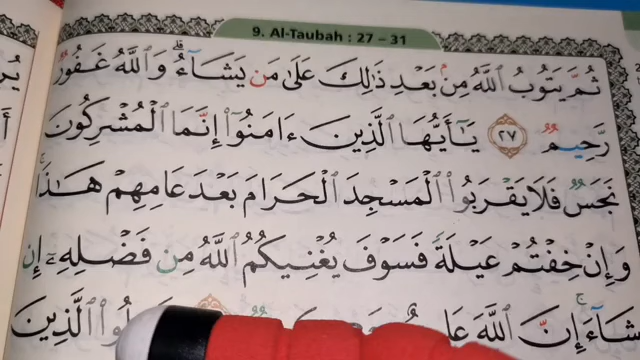 9. Al-Taubah : 27 – 31
ثُمَّ يَتُوبُ ٱللَّهُ مِنۢ بَعْدِ ذَٰلِكَ عَلَىٰ مَن يَشَآءُ ۗ وَٱللَّهُ غَفُورٌ
رَّحِيمٌ ٢٧ يَـٰٓأَيُّهَا ٱلَّذِينَ ءَامَنُوٓا۟ إِنَّمَا ٱلْمُشْرِكُونَ
نَجَسٌ فَلَا يَقْرَبُوا۟ ٱلْمَسْجِدَ ٱلْحَرَامَ بَعْدَ عَامِهِمْ هَـٰذَا
وَإِنْ خِفْتُمْ عَيْلَةً فَسَوْفَ يُغْنِيكُمُ ٱللَّهُ مِن فَضْلِهِۦٓ إِن
شَآءَ ۚ إِنَّ ٱللَّهَ ٱلَّذِينَ